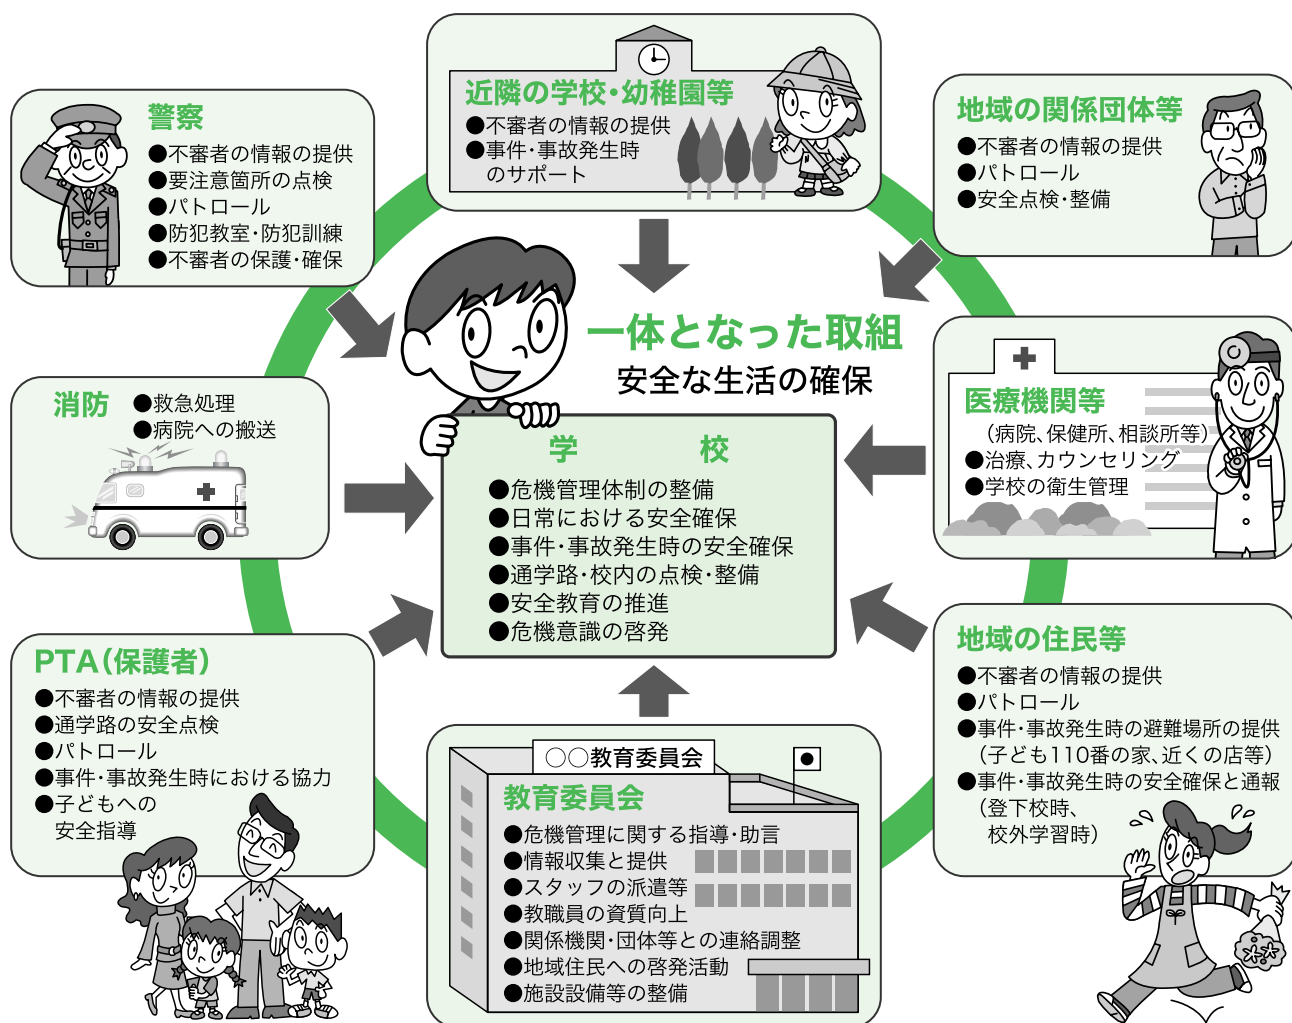 近隣の学校・幼稚園等
●不審者の情報の提供
●事件・事故発生時
のサポート
警察
●不審者の情報の提供
●要注意箇所の点検
●パトロール
●防犯教室・防犯訓練
●不審者の保護・確保
地域の関係団体等
●不審者の情報の提供
●パトロール
●安全点検・整備
一体となった取組
安全な生活の確保
消防
●救急処理
●病院への搬送
医療機関等
（病院、保健所、相談所等）
●治療、カウンセリング
●学校の衛生管理
学校
●危機管理体制の整備
●日常における安全確保
●事件・事故発生時の安全確保
●通学路・校内の点検・整備
●安全教育の推進
●危機意識の啓発
PTA（保護者）
●不審者の情報の提供
●通学路の安全点検
●パトロール
●事件・事故発生時における協力
●子どもへの
安全指導
地域の住民等
●不審者の情報の提供
●パトロール
●事件・事故発生時の避難場所の提供
（子ども110番の家、近くの店等）
●事件・事故発生時の安全確保と通報
（登下校時、
校外学習時）
○○教育委員会
教育委員会
●危機管理に関する指導・助言
●情報収集と提供
●スタッフの派遣等
●教職員の資質向上
●関係機関・団体等との連絡調整
●地域住民への啓発活動
●施設設備等の整備